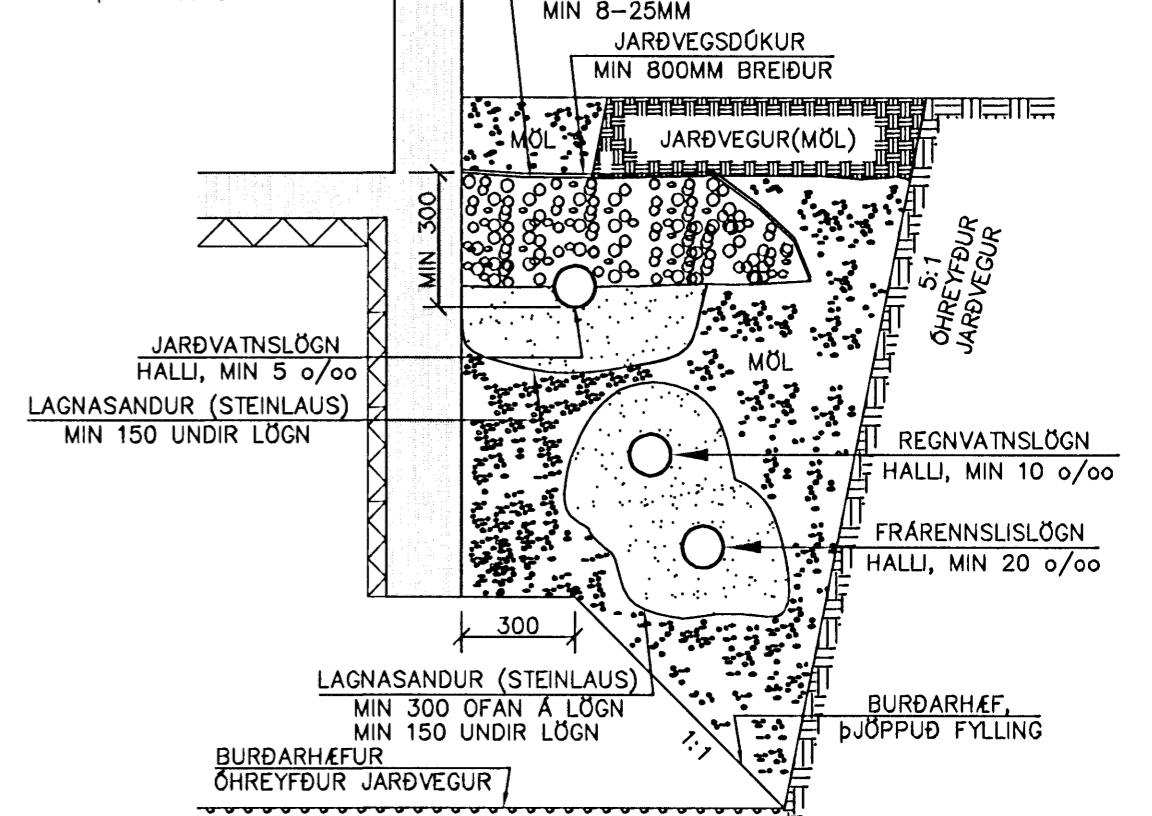 MIN 8-25MM
JARÐVEGSDÚKUR
MIN 800MM BREIÐUR
MÖL
JARÐVEGUR(MÖL)
MIN 300
5:1
ÓHREYFÐUR
JARÐVEGUR
JARÐVATNSLÖGN
HALLI, MIN 5 o/oo
MÖL
LAGNASANDUR (STEINLAUS)
MIN 150 UNDIR LÖGN
REGNVATNSLÖGN
HALLI, MIN 10 o/oo
FRÁRENNSLISLÖGN
HALLI, MIN 20 o/oo
300
LAGNASANDUR (STEINLAUS)
MIN 300 OFAN Á LÖGN
MIN 150 UNDIR LÖGN
1:1
BURÐARHÆF,
ÞJÖPPUÐ FYLLING
BURÐARHÆFUR
ÓHREYFÐUR JARÐVEGUR